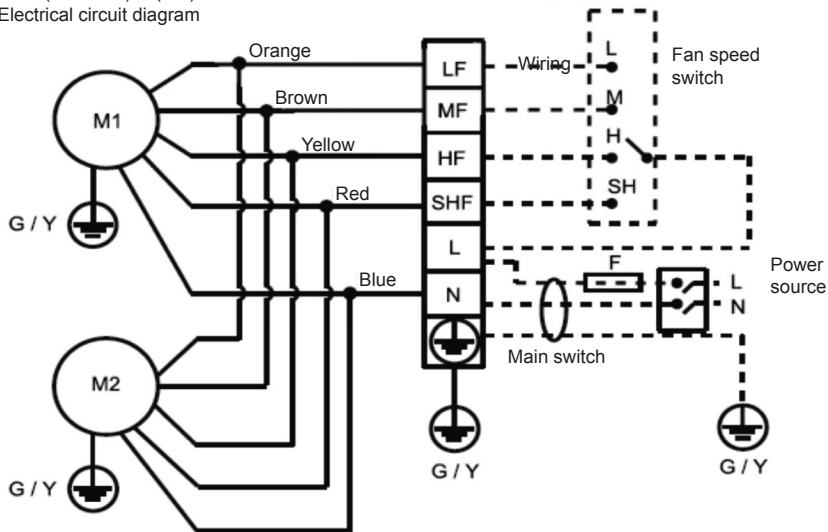 Electrical circuit diagram
Orange
Brown
Yellow
Red
Blue
M1
G / Y
M2
G / Y
LF
MF
HF
SHF
L
N
G / Y
Wiring
L
M
H
SH
Fan speed
switch
F
L
N
Power
source
Main switch
G / Y